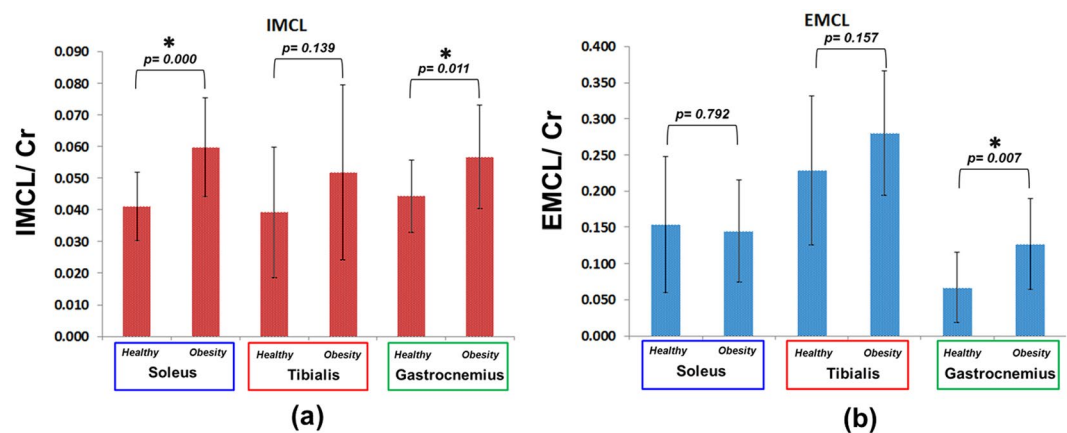 IMCL
IMCL/ Cr
0.090
0.080
0.070
0.060
0.050
0.040
0.030
0.020
0.010
0.000
*
p= 0.000
p= 0.139
*
p= 0.011
Healthy Obesity
Soleus
Healthy Obesity
Tibialis
Healthy Obesity
Gastrocnemius
(a)
EMCL
EMCL/ Cr
0.400
0.350
0.300
0.250
0.200
0.150
0.100
0.050
0.000
p= 0.792
p= 0.157
*
p= 0.007
Healthy Obesity
Soleus
Healthy Obesity
Tibialis
Healthy Obesity
Gastrocnemius
(b)